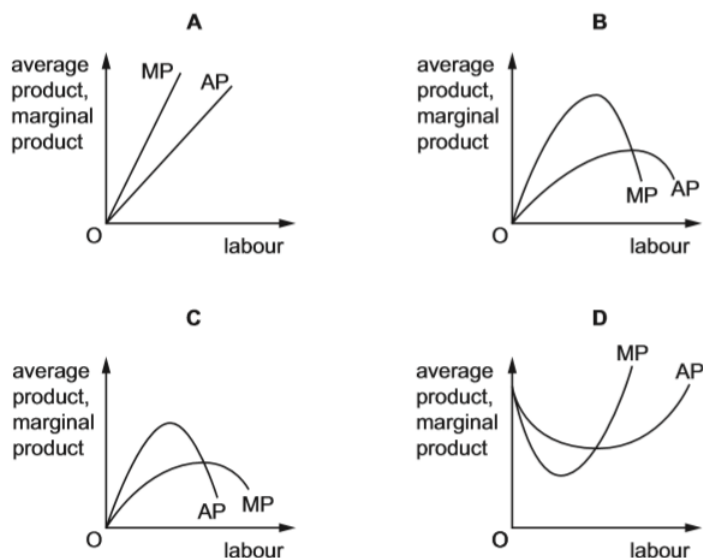 A
average
product,
marginal
product
MP
AP
O
labour
B
average
product,
marginal
product
MP AP
O
labour
C
average
product,
marginal
product
AP MP
O
labour
D
average
product,
marginal
product
MP
AP
O
labour